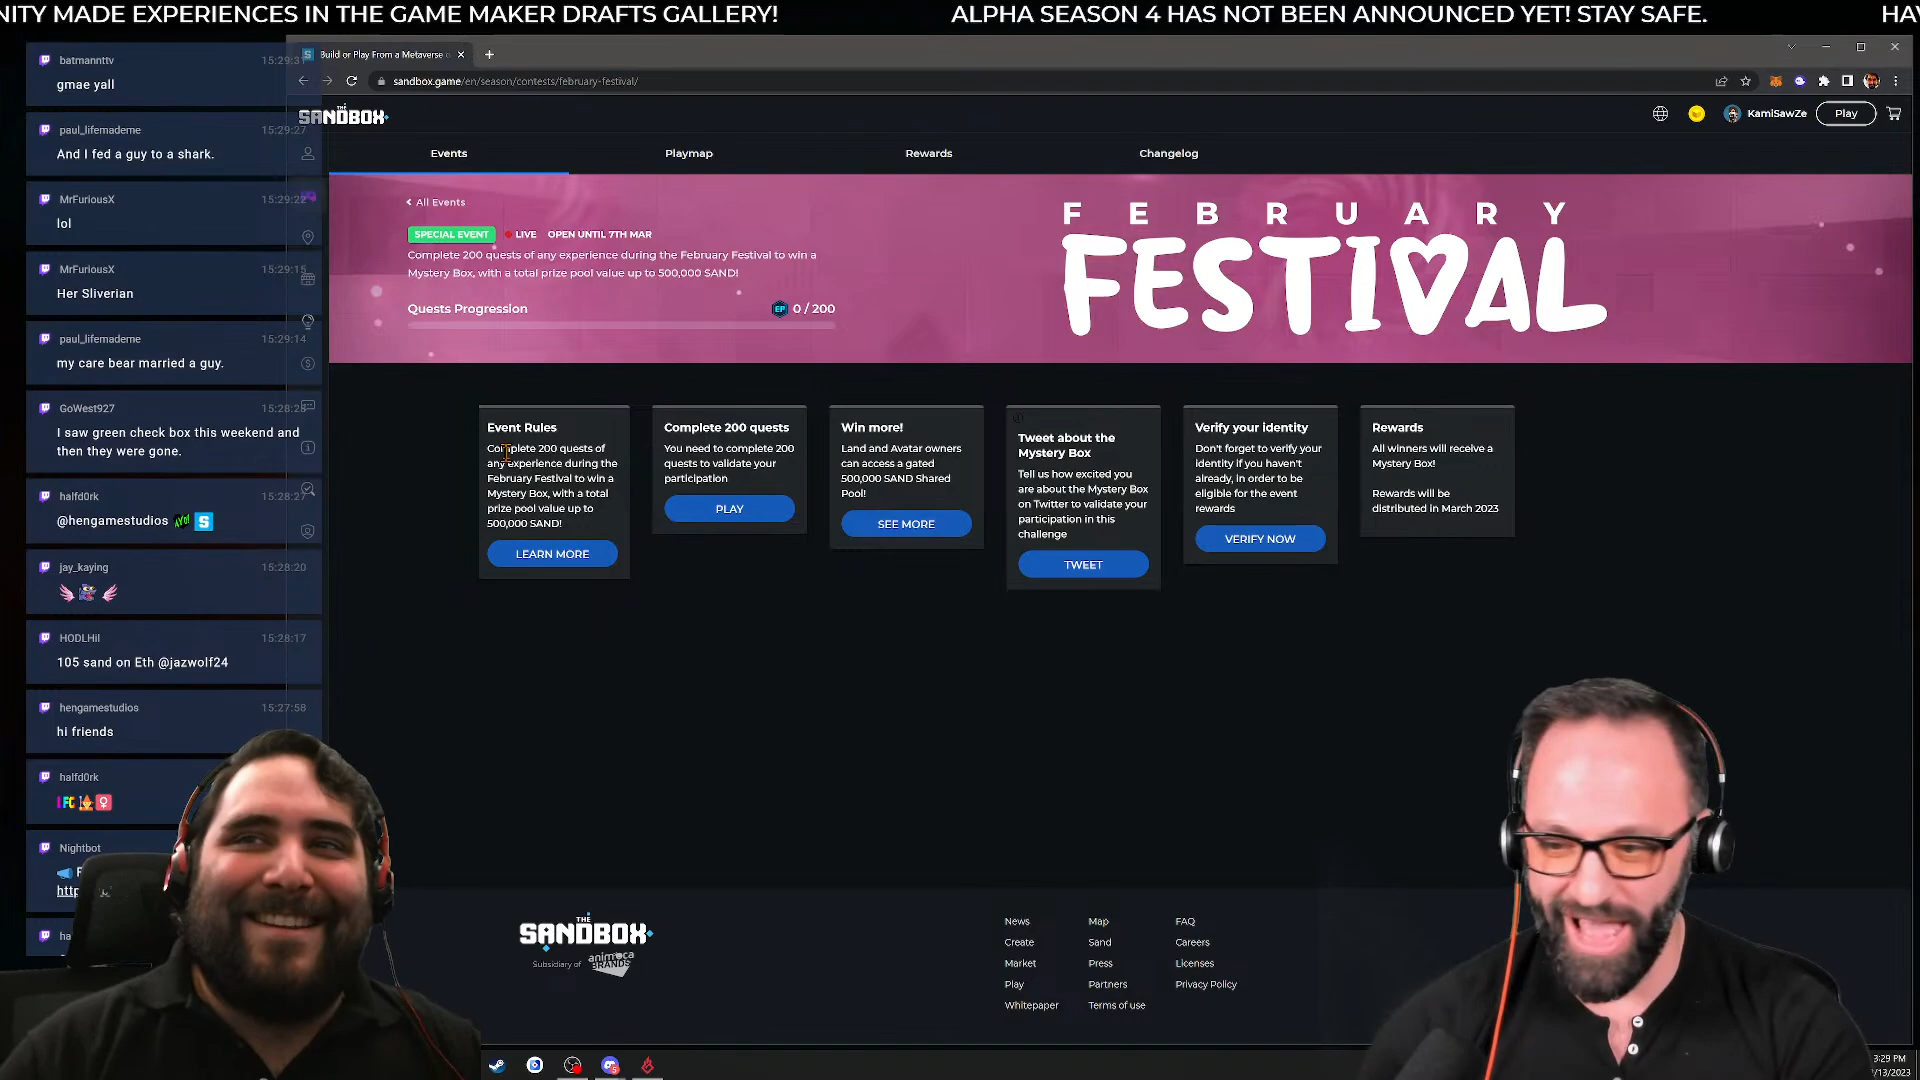 NITY MADE EXPERIENCES IN THE GAME MAKER DRAFTS GALLERY!
ALPHA SEASON 4 HAS NOT BEEN ANNOUNCED YET! STAY SAFE.
HAV
batmannttv 15:29:31
gmae yall
paul_lifemademe 15:29:27
And I fed a guy to a shark.
MrFuriousX 15:29:22
lol
MrFuriousX 15:29:15
Her Sliverian
paul_lifemademe 15:29:14
my care bear married a guy.
GoWest927 15:28:28
I saw green check box this weekend and
then they were gone.
halfd0rk 15:28:27
@hengamestudios AYO!
jay_kaying 15:28:20
HODLHil 15:28:17
105 sand on Eth @jazwolf24
hengamestudios 15:27:58
hi friends
halfd0rk
Nightbot
http
ha
Build or Play From a Metaverse
sandbox.game/en/season/contests/february-festival/
THE
SANDBOX
KamiSawZe
Play
Events
Playmap
Rewards
Changelog
All Events
SPECIAL EVENT LIVE OPEN UNTIL 7TH MAR
Complete 200 quests of any experience during the February Festival to win a
Mystery Box, with a total prize pool value up to 500,000 SAND!
Quests Progression
EP 0 / 200
FEBRUARY
FESTIVAL
Event Rules
Complete 200 quests of
any experience during the
February Festival to win a
Mystery Box, with a total
prize pool value up to
500,000 SAND!
LEARN MORE
Complete 200 quests
You need to complete 200
quests to validate your
participation
PLAY
Win more!
Land and Avatar owners
can access a gated
500,000 SAND Shared
Pool!
SEE MORE
Tweet about the
Mystery Box
Tell us how excited you
are about the Mystery Box
on Twitter to validate your
participation in this
challenge
TWEET
Verify your identity
Don't forget to verify your
identity if you haven't
already, in order to be
eligible for the event
rewards
VERIFY NOW
Rewards
All winners will receive a
Mystery Box!
Rewards will be
distributed in March 2023
THE
SANDBOX
Subsidiary of animoca BRANDS
News
Create
Market
Play
Whitepaper
Map
Sand
Press
Partners
Terms of use
FAQ
Careers
Licenses
Privacy Policy
3:29 PM
/13/2023